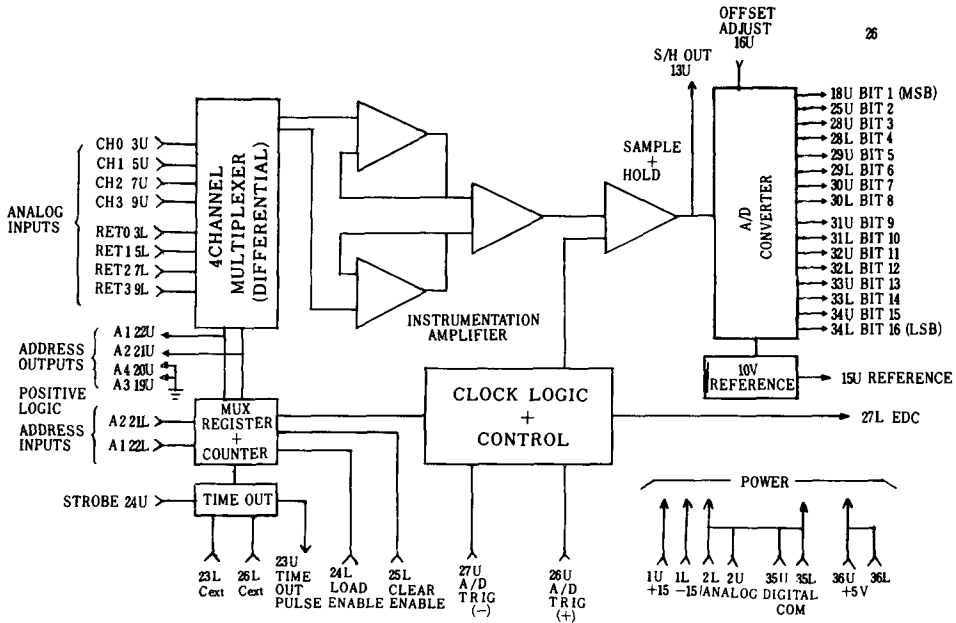 OFFSET
ADJUST
16U
26
S/H OUT
13U
18U BIT 1 (MSB)
25U BIT 2
28U BIT 3
28L BIT 4
29U BIT 5
29L BIT 6
30U BIT 7
30L BIT 8
31U BIT 9
31L BIT 10
32U BIT 11
32L BIT 12
33U BIT 13
33L BIT 14
34U BIT 15
34L BIT 16 (LSB)
SAMPLE
+
HOLD
A/D
CONVERTER
ANALOG
INPUTS
CH0 3U
CH1 5U
CH2 7U
CH3 9U
RET0 3L
RET1 5L
RET2 7L
RET3 9L
4CHANNEL
MULTIPLEXER
(DIFFERENTIAL)
INSTRUMENTATION
AMPLIFIER
ADDRESS
OUTPUTS
A1 22U
A2 21U
A4 20U
A3 19U
POSITIVE
LOGIC
ADDRESS
INPUTS
A2 21L
A1 22L
MUX
REGISTER
+
COUNTER
CLOCK LOGIC
+
CONTROL
10V
REFERENCE
15U REFERENCE
27L EDC
STROBE 24U
TIME OUT
23L
Cext
26L
Cext
23U
TIME
OUT
PULSE
24L
LOAD
ENABLE
25L
CLEAR
ENABLE
27U
A/D
TRIG
(-)
26U
A/D
TRIG
(+)
POWER
1U
+15
1L
-15
2L
2U
ANALOG
35U
35L
DIGITAL
COM
36U
36L
+5V